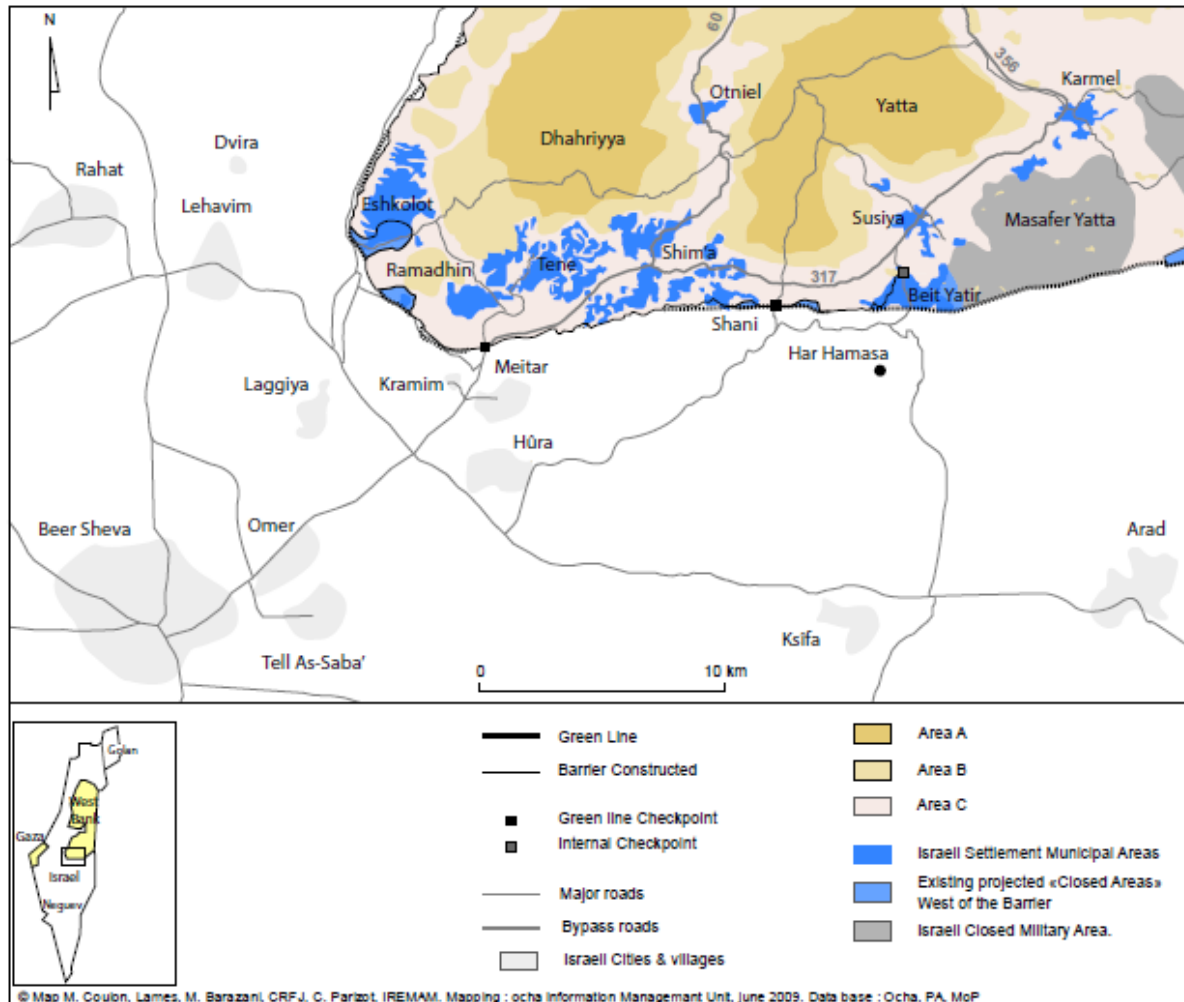 N
60
356
Karmel
Otniel
Yatta
Dhahriyya
Dvira
Rahat
Lehavim
Eshkolot
Susiya
Masafer Yatta
Ramadhin
Tene
Shim'a
317
Beit Yatir
Shani
Har Hamasa
Meitar
Laggiya
Kramim
Hûra
Beer Sheva
Omer
Arad
Ksîfa
Tell As-Saba'
0 10 km
Golan
West
Bank
Gaza
Israel
Neguev
Green Line
Barrier Constructed
Green line Checkpoint
Internal Checkpoint
Major roads
Bypass roads
Israeli Cities & villages
Area A
Area B
Area C
Israeli Settlement Municipal Areas
Existing projected «Closed Areas»
West of the Barrier
Israeli Closed Military Area.
© Map M. Coulon, Lames, M. Barazani, CRFJ, C. Parizot, IREMAM. Mapping : ocha Information Managemant Unit, June 2009. Data base : Ocha, PA, MoP